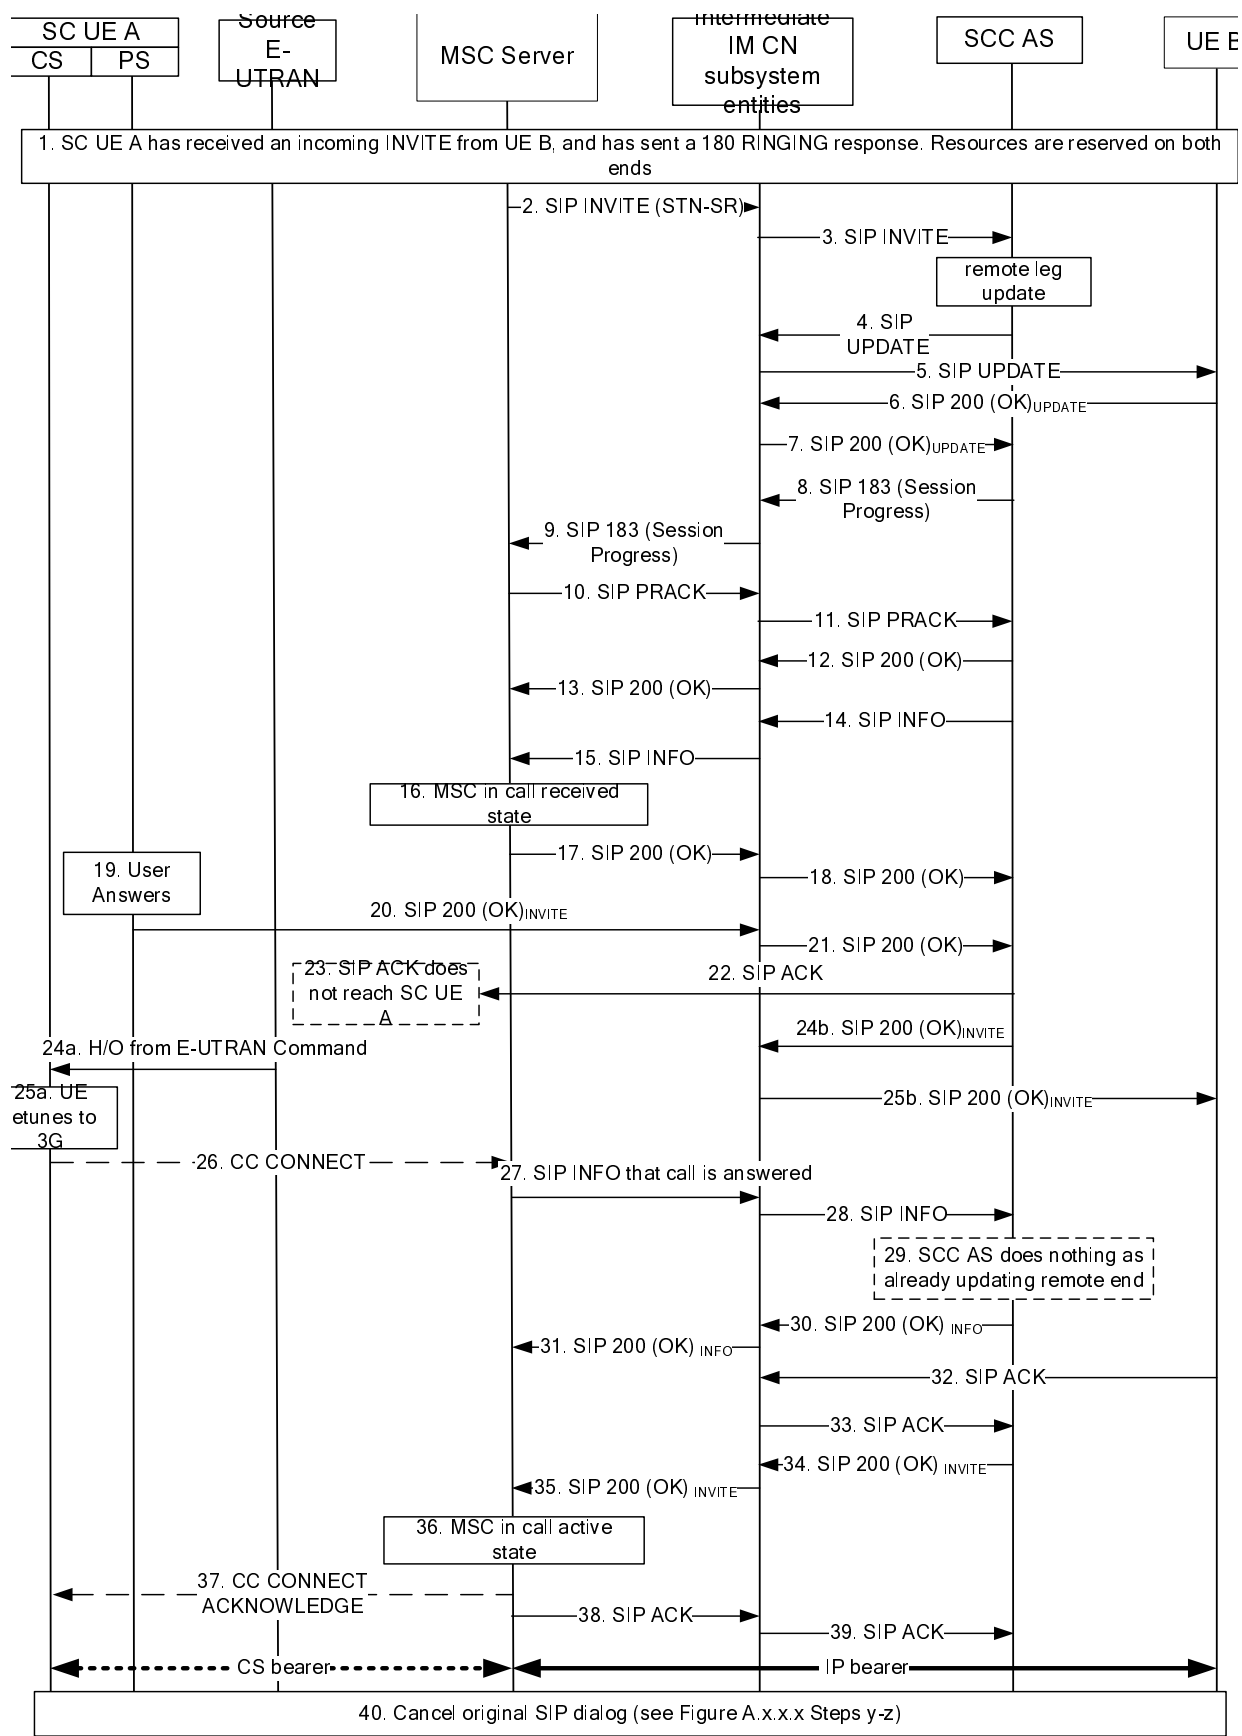 SC UE A
CS PS
Source
E-
UTRAN
MSC Server
Intermediate
IM CN
subsystem
entities
SCC AS
UE B
1. SC UE A has received an incoming INVITE from UE B, and has sent a 180 RINGING response. Resources are reserved on both
ends
2. SIP INVITE (STN-SR)
3. SIP INVITE
remote leg
update
4. SIP
UPDATE
5. SIP UPDATE
6. SIP 200 (OK)UPDATE
7. SIP 200 (OK)UPDATE
8. SIP 183 (Session
Progress)
9. SIP 183 (Session
Progress)
10. SIP PRACK
11. SIP PRACK
12. SIP 200 (OK)
13. SIP 200 (OK)
14. SIP INFO
15. SIP INFO
16. MSC in call received
state
17. SIP 200 (OK)
18. SIP 200 (OK)
19. User
Answers
20. SIP 200 (OK)INVITE
21. SIP 200 (OK)
22. SIP ACK
23. SIP ACK does
not reach SC UE
A
24b. SIP 200 (OK)INVITE
24a. H/O from E-UTRAN Command
25a. UE
etunes to
3G
25b. SIP 200 (OK)INVITE
26. CC CONNECT
27. SIP INFO that call is answered
28. SIP INFO
29. SCC AS does nothing as
already updating remote end
30. SIP 200 (OK) INFO
31. SIP 200 (OK) INFO
32. SIP ACK
33. SIP ACK
34. SIP 200 (OK) INVITE
35. SIP 200 (OK) INVITE
36. MSC in call active
state
37. CC CONNECT
ACKNOWLEDGE
38. SIP ACK
39. SIP ACK
CS bearer
IP bearer
40. Cancel original SIP dialog (see Figure A.x.x.x Steps y-z)